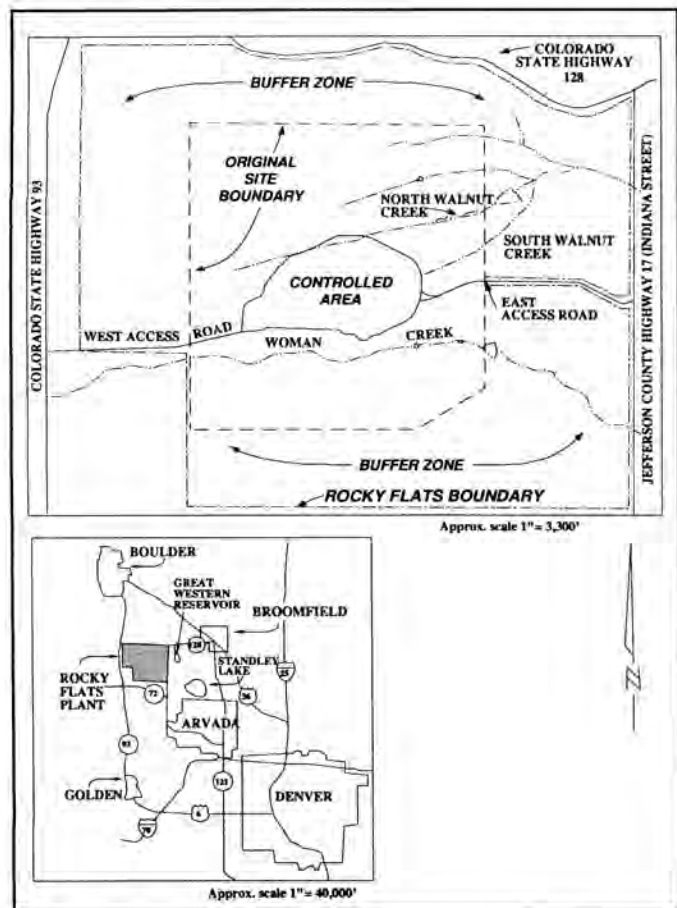 COLORADO
STATE HIGHWAY
128
BUFFER ZONE
COLORADO STATE HIGHWAY 93
ORIGINAL
SITE
BOUNDARY
NORTH WALNUT
CREEK
SOUTH WALNUT
CREEK
JEFFERSON COUNTY HIGHWAY 17 (INDIANA STREET)
CONTROLLED
AREA
EAST
ACCESS ROAD
WEST ACCESS ROAD
WOMAN CREEK
BUFFER ZONE
ROCKY FLATS BOUNDARY
Approx. scale 1"= 3,300'
BOULDER
GREAT
WESTERN
RESERVOIR
BROOMFIELD
128
STANDLEY
LAKE
25
ROCKY
FLATS
PLANT
72
36
ARVADA
93
GOLDEN
121
DENVER
70
6
N
Approx. scale 1"= 40,000'